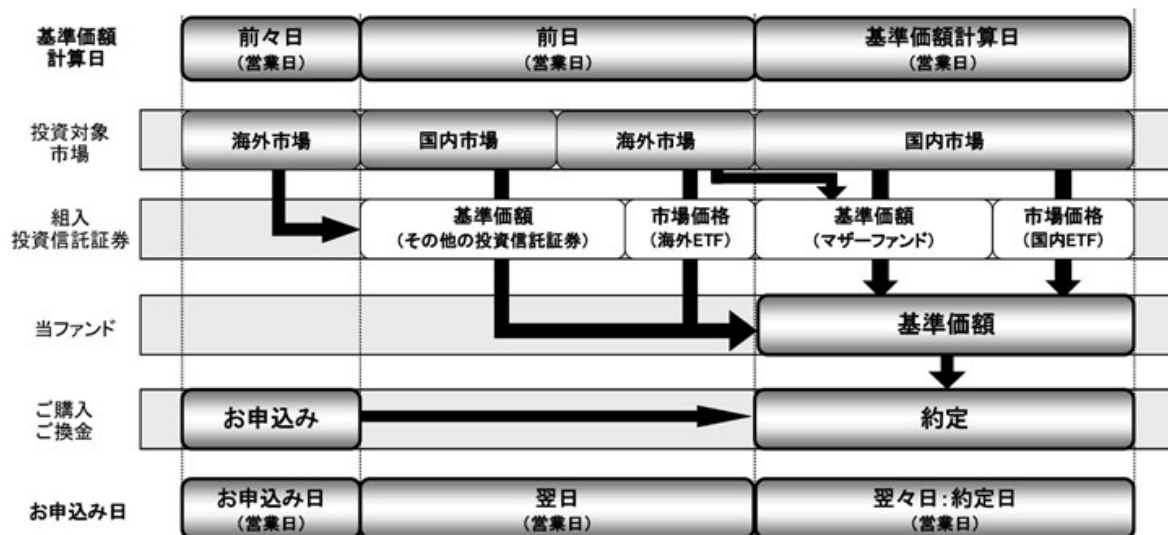 基準価額
計算日
前々日
(営業日)
前日
(営業日)
基準価額計算日
(営業日)
投資対象
市場
海外市場
国内市場
海外市場
国内市場
組入
投資信託証券
基準価額
(その他の投資信託証券)
市場価格
(海外ETF)
基準価額
(マザーファンド)
市場価格
(国内ETF)
当ファンド
基準価額
ご購入
ご換金
お申込み
約定
お申込み日
お申込み日
(営業日)
翌日
(営業日)
翌々日:約定日
(営業日)